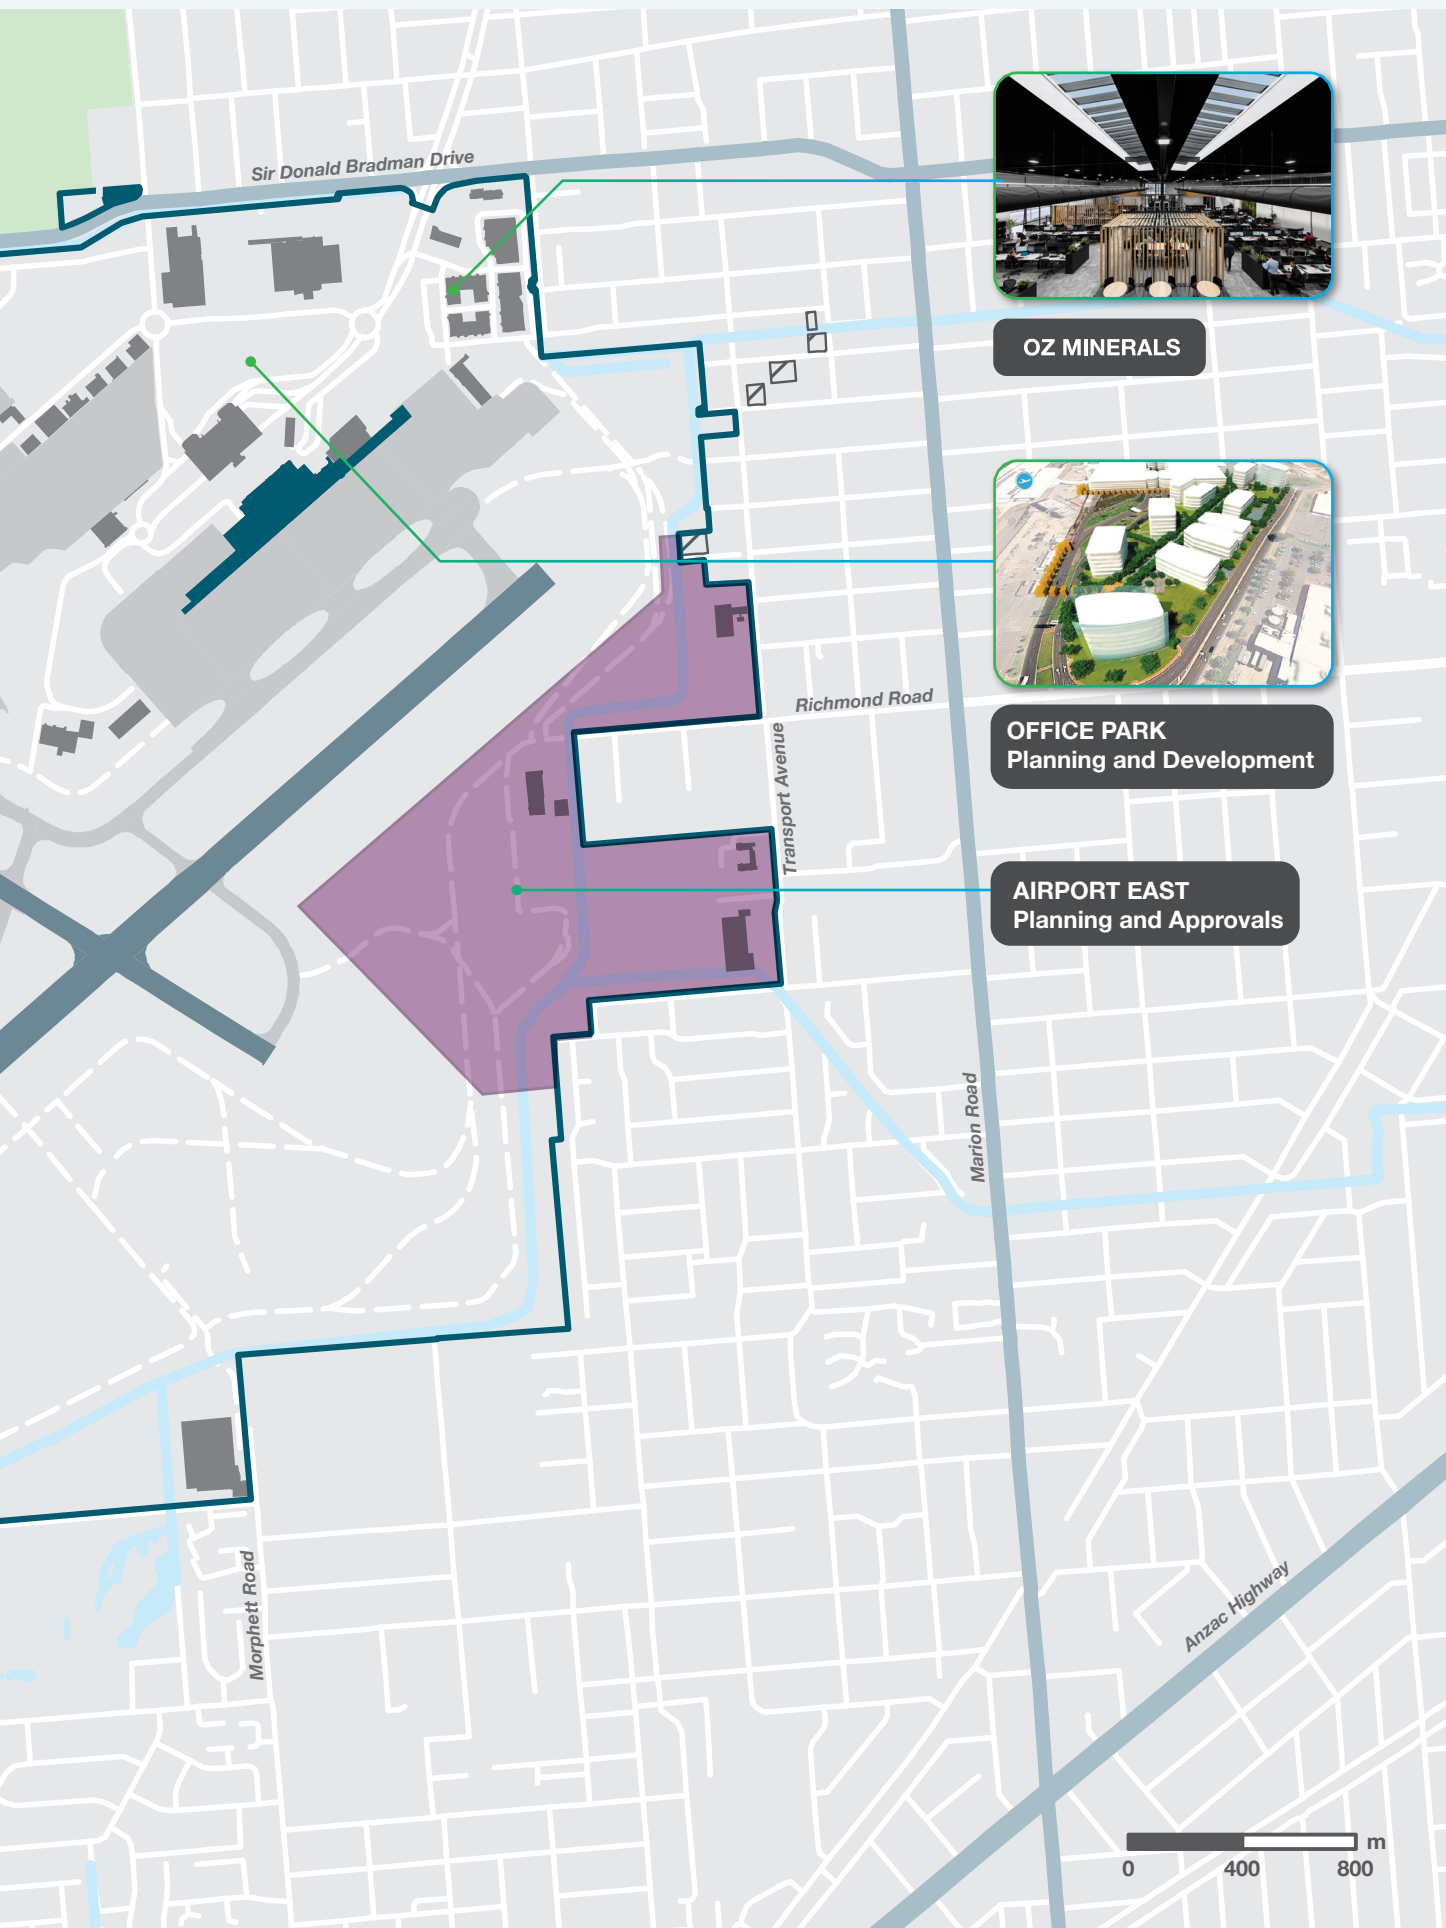 Sir Donald Bradman Drive
OZ MINERALS
Richmond Road
OFFICE PARK
Planning and Development
Transport Avenue
AIRPORT EAST
Planning and Approvals
Marion Road
Morphett Road
Anzac Highway
m
0 400 800